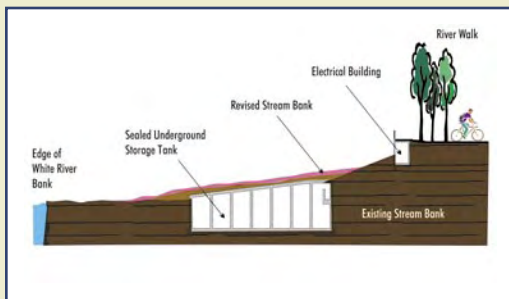 River Walk
Electrical Building
Revised Stream Bank
Sealed Underground
Storage Tank
Edge of
White River
Bank
Existing Stream Bank